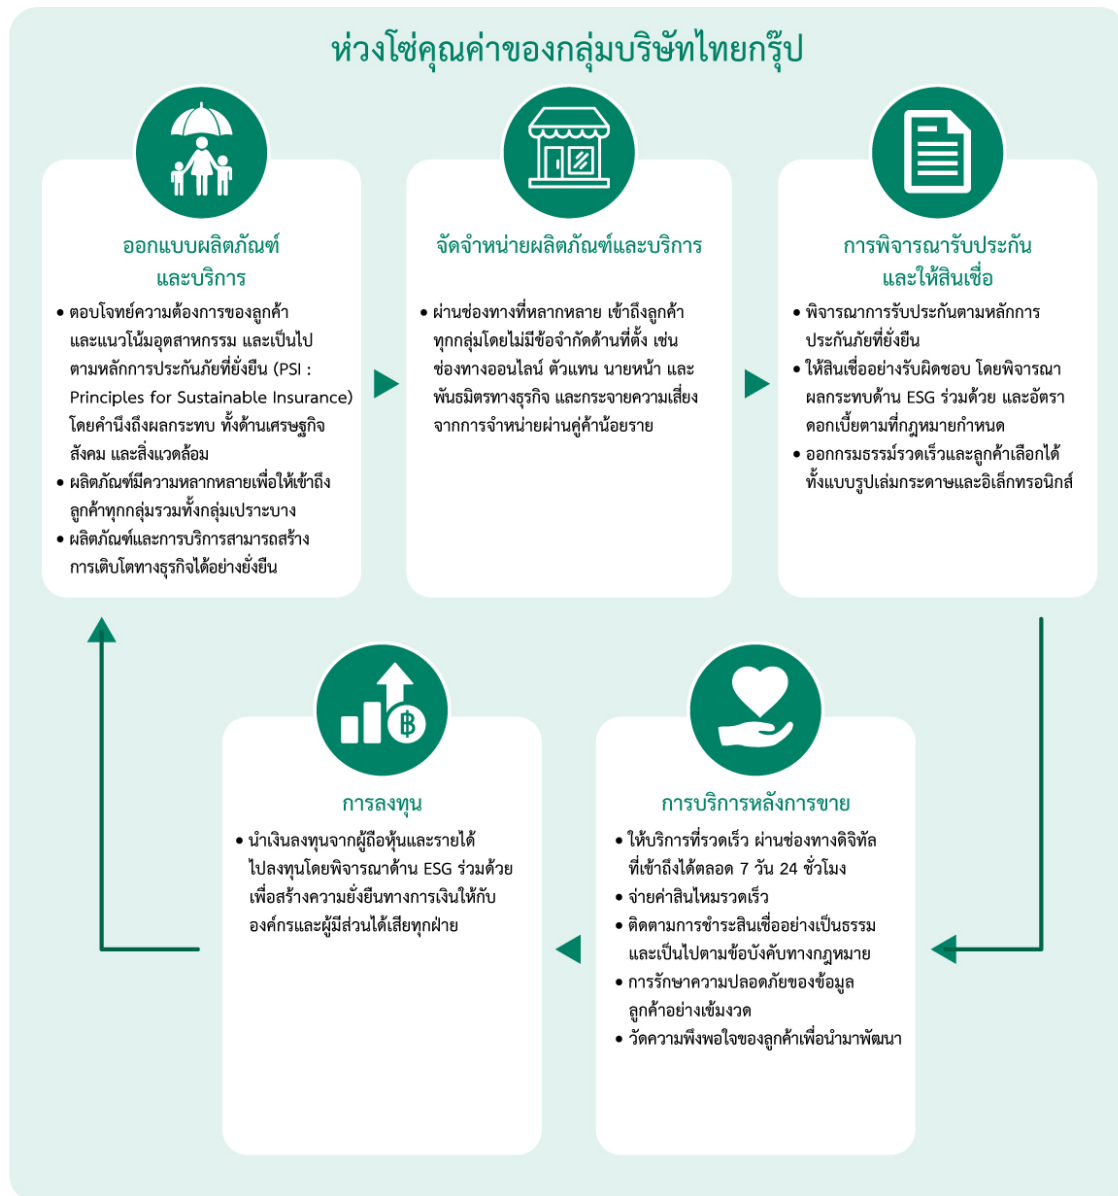 ห่วงโซ่คุณค่าของกลุ่มบริษัทไทยกรุ๊ป
ออกแบบผลิตภัณฑ์
และบริการ
• ตอบโจทย์ความต้องการของลูกค้า
และแนวโน้มอุตสาหกรรม และเป็นไป
ตามหลักการประกันภัยที่ยั่งยืน (PSI :
Principles for Sustainable Insurance)
โดยคำนึงถึงผลกระทบ ทั้งด้านเศรษฐกิจ
สังคม และสิ่งแวดล้อม
• ผลิตภัณฑ์มีความหลากหลายเพื่อให้เข้าถึง
ลูกค้าทุกกลุ่มรวมทั้งกลุ่มเปราะบาง
• ผลิตภัณฑ์และการบริการสามารถสร้าง
การเติบโตทางธุรกิจได้อย่างยั่งยืน
จัดจำหน่ายผลิตภัณฑ์และบริการ
• ผ่านช่องทางที่หลากหลาย เข้าถึงลูกค้า
ทุกกลุ่มโดยไม่มีข้อจำกัดด้านที่ตั้ง เช่น
ช่องทางออนไลน์ ตัวแทน นายหน้า และ
พันธมิตรทางธุรกิจ และกระจายความเสี่ยง
จากการจำหน่ายผ่านคู่ค้าน้อยราย
การพิจารณารับประกัน
และให้สินเชื่อ
• พิจารณาการรับประกันตามหลักการ
ประกันภัยที่ยั่งยืน
• ให้สินเชื่ออย่างรับผิดชอบ โดยพิจารณา
ผลกระทบด้าน ESG ร่วมด้วย และอัตรา
ดอกเบี้ยตามที่กฎหมายกำหนด
• ออกกรมธรรม์รวดเร็วและลูกค้าเลือกได้
ทั้งแบบรูปเล่มกระดาษและอิเล็กทรอนิกส์
การลงทุน
• นำเงินลงทุนจากผู้ถือหุ้นและรายได้
ไปลงทุนโดยพิจารณาด้าน ESG ร่วมด้วย
เพื่อสร้างความยั่งยืนทางการเงินให้กับ
องค์กรและผู้มีส่วนได้เสียทุกฝ่าย
การบริการหลังการขาย
• ให้บริการที่รวดเร็ว ผ่านช่องทางดิจิทัล
ที่เข้าถึงได้ตลอด 7 วัน 24 ชั่วโมง
• จ่ายค่าสินไหมรวดเร็ว
• ติดตามการชำระสินเชื่ออย่างเป็นธรรม
และเป็นไปตามข้อบังคับทางกฎหมาย
• การรักษาความปลอดภัยของข้อมูล
ลูกค้าอย่างเข้มงวด
• วัดความพึงพอใจของลูกค้าเพื่อนำมาพัฒนา